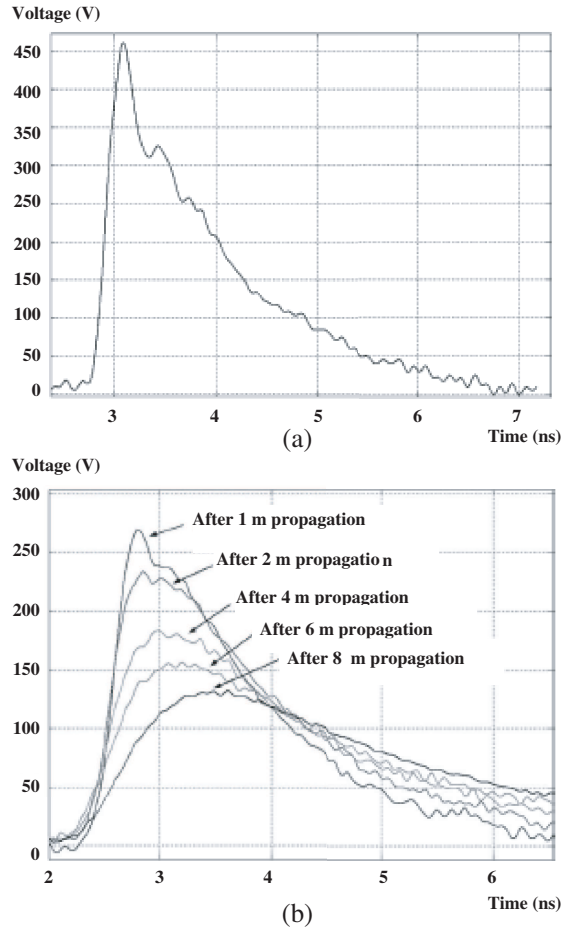 Voltage (V)
450
400
350
300
250
200
150
100
50
0
3 4 5 6 7
Time (ns)
(a)
Voltage (V)
300
250
200
150
100
50
0
After 1 m propagation
After 2 m propagation
After 4 m propagation
After 6 m propagation
After 8 m propagation
2 3 4 5 6
Time (ns)
(b)